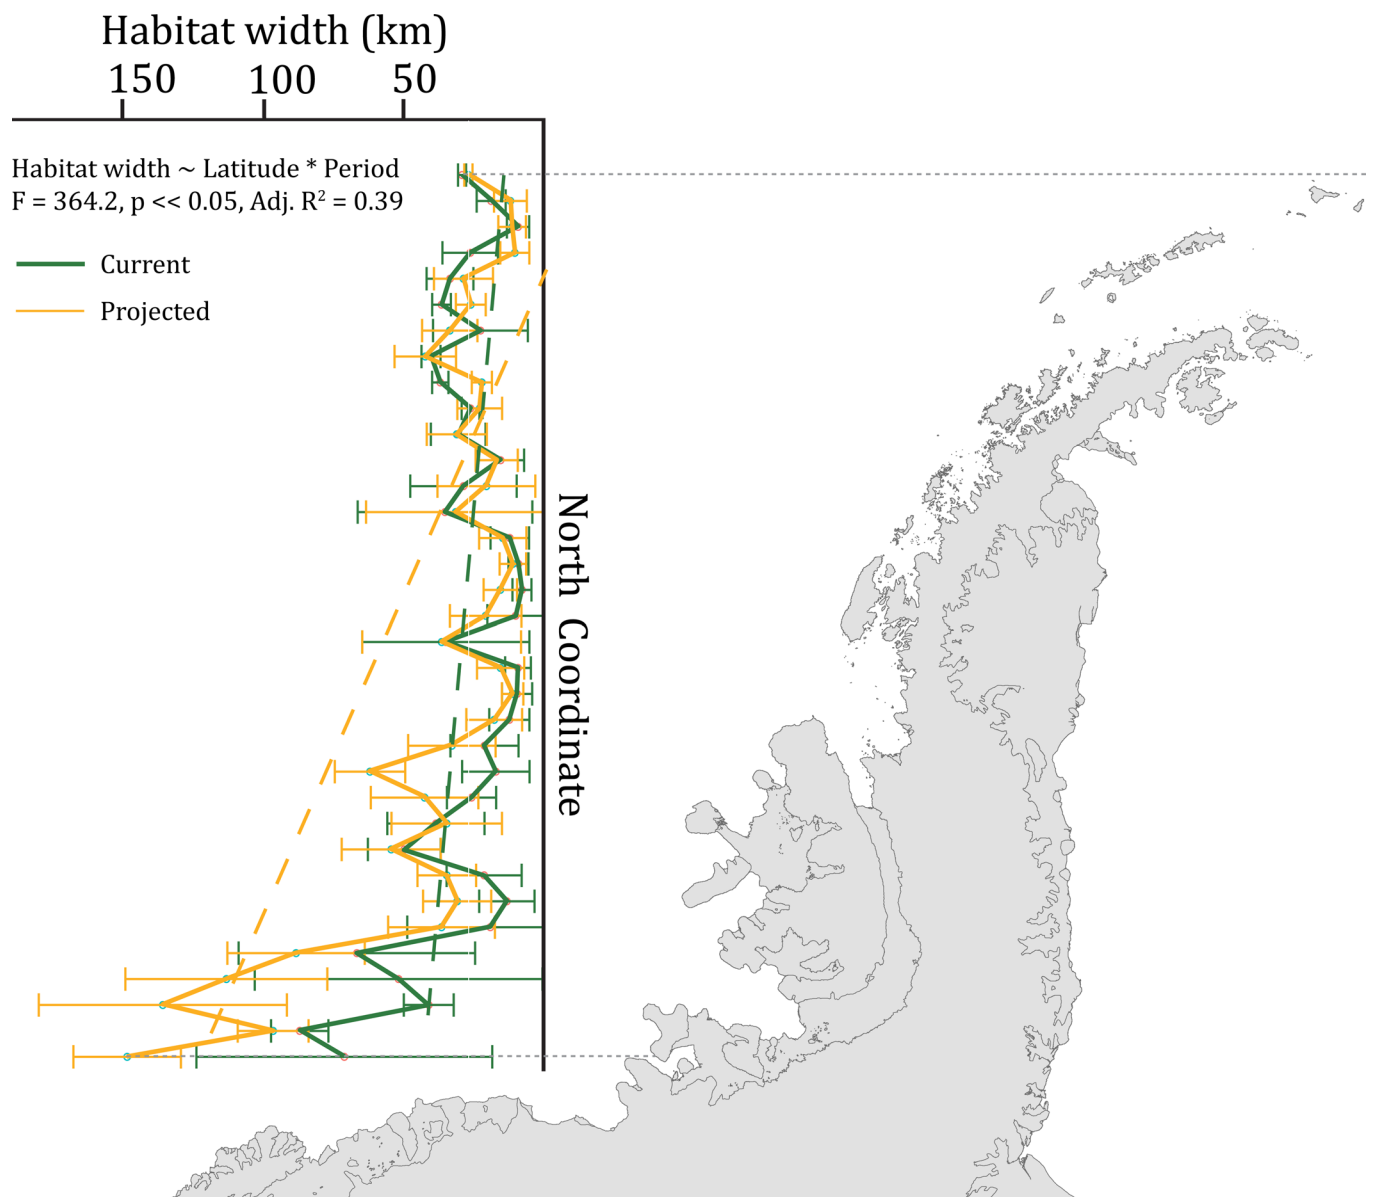 Habitat width (km)
150 100 50
Habitat width ~ Latitude * Period
F = 364.2, p << 0.05, Adj. R² = 0.39
Current
Projected
North Coordinate